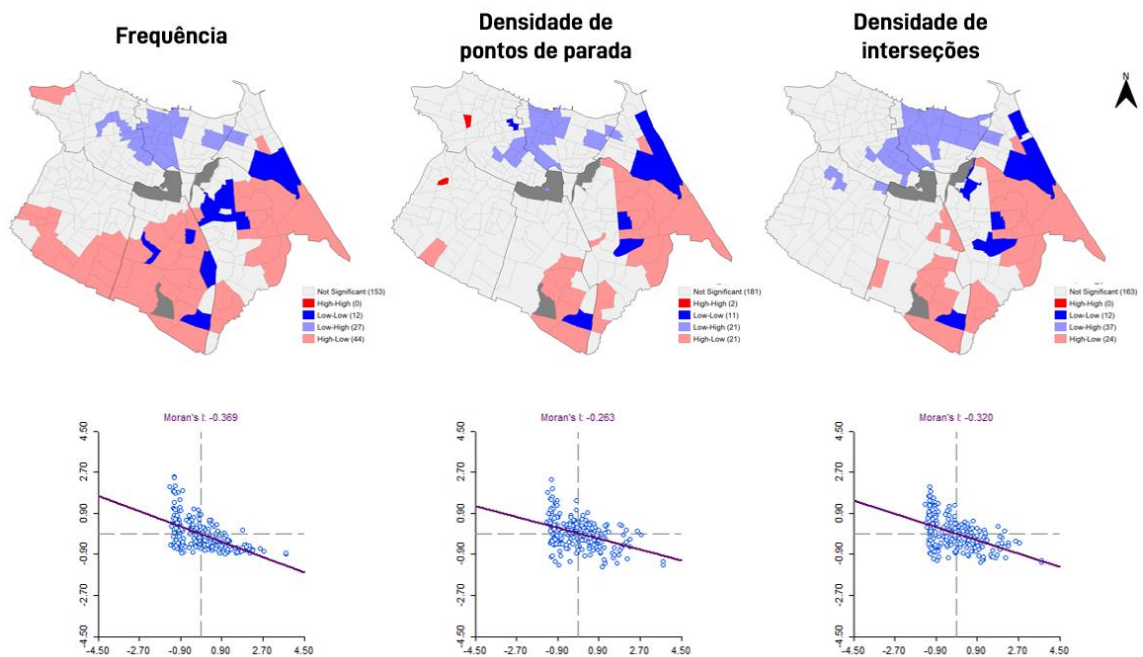 Frequência
Densidade de
pontos de parada
Densidade de
interseções
N
Not Significant (153)
High-High (0)
Low-Low (12)
Low-High (27)
High-Low (44)
Not Significant (181)
High-High (2)
Low-Low (11)
Low-High (21)
High-Low (21)
Not Significant (163)
High-High (0)
Low-Low (12)
Low-High (37)
High-Low (24)
Moran's I: -0.369
4.50
2.70
0.90
-0.90
-2.70
-4.50
-4.50 -2.70 -0.90 0.90 2.70 4.50
Moran's I: -0.263
4.50
2.70
0.90
-0.90
-2.70
-4.50
-4.50 -2.70 -0.90 0.90 2.70 4.50
Moran's I: -0.320
4.50
2.70
0.90
-0.90
-2.70
-4.50
-4.50 -2.70 -0.90 0.90 2.70 4.50